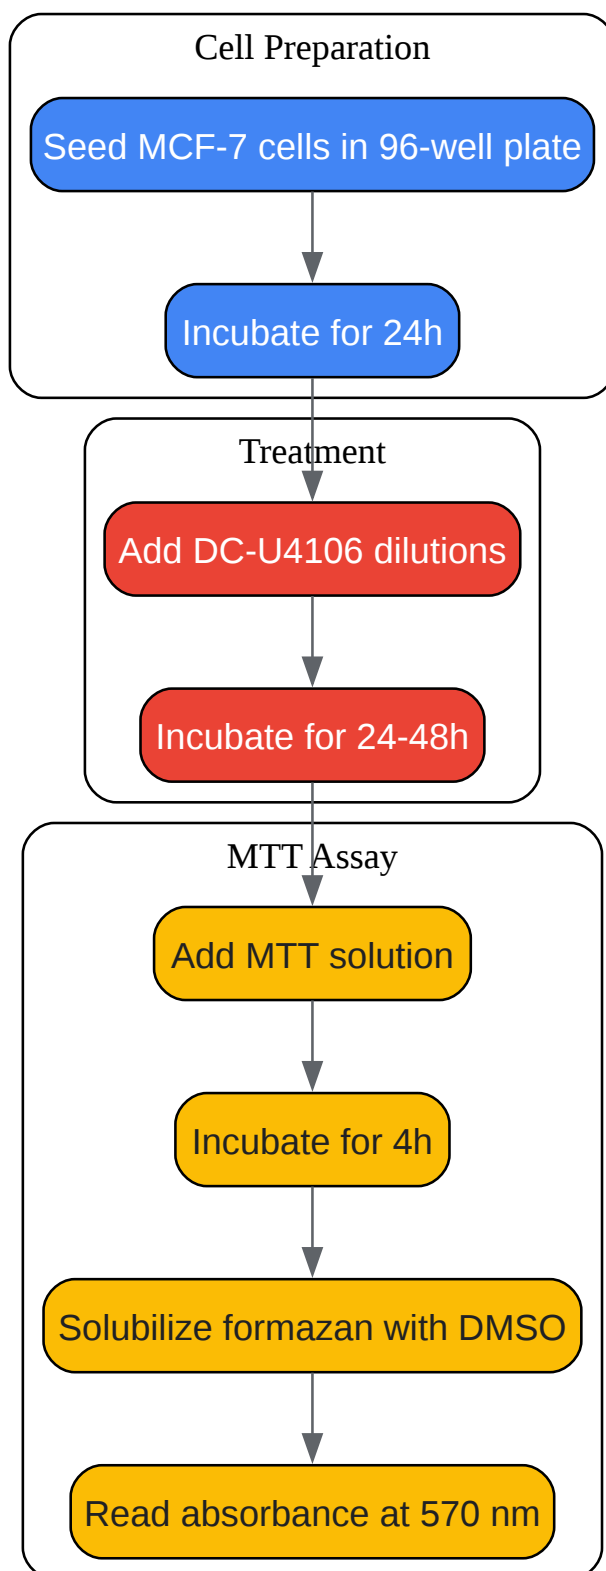 Cell Preparation
Seed MCF-7 cells in 96-well plate
Incubate for 24h
Treatment
Add DC-U4106 dilutions
Incubate for 24-48h
MTT Assay
Add MTT solution
Incubate for 4h
Solubilize formazan with DMSO
Read absorbance at 570 nm